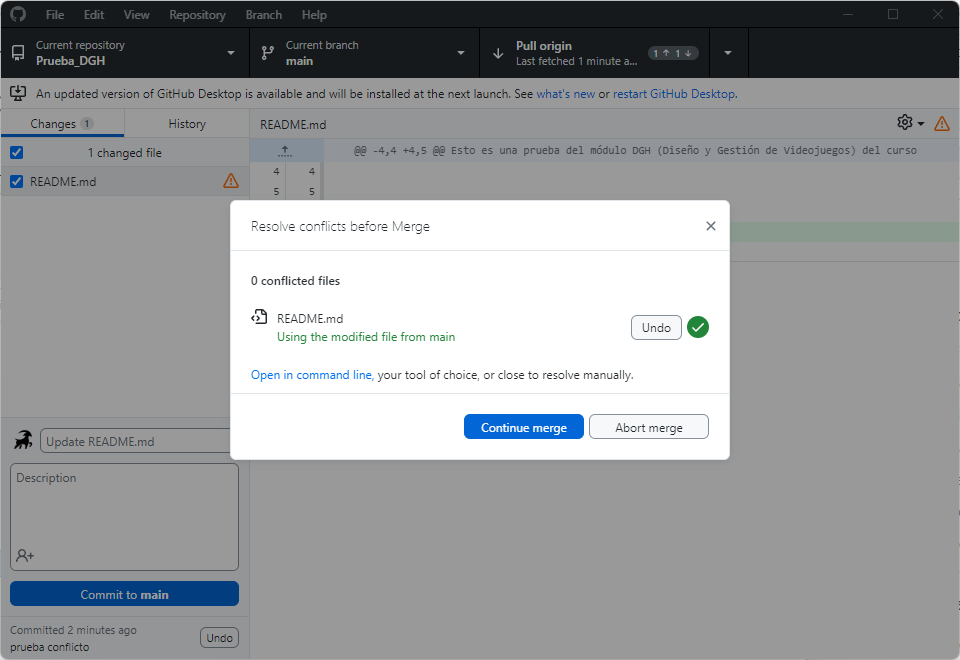 File Edit View Repository Branch Help
Current repository
Prueba_DGH
Current branch
main
Pull origin
Last fetched 1 minute a...
1 ↑ 1 ↓
An updated version of GitHub Desktop is available and will be installed at the next launch. See what's new or restart GitHub Desktop.
Changes 1
History
README.md
1 changed file
@@ -4,4 +4,5 @@ Esto es una prueba del módulo DGH (Diseño y Gestión de Videojuegos) del curso
README.md
4 4
5 5
Resolve conflicts before Merge
0 conflicted files
README.md
Using the modified file from main
Undo
Open in command line, your tool of choice, or close to resolve manually.
Continue merge
Abort merge
Update README.md
Description
Commit to main
Committed 2 minutes ago
prueba conflicto
Undo